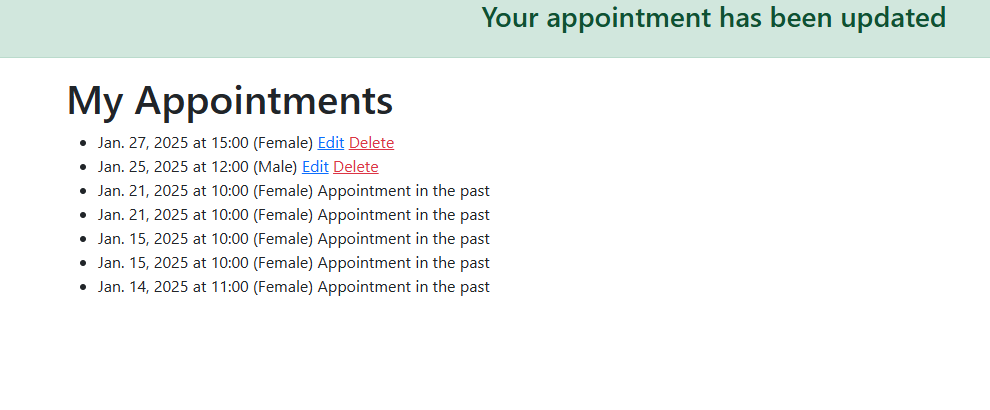 Your appointment has been updated
My Appointments
Jan. 27, 2025 at 15:00 (Female) Edit Delete
Jan. 25, 2025 at 12:00 (Male) Edit Delete
Jan. 21, 2025 at 10:00 (Female) Appointment in the past
Jan. 21, 2025 at 10:00 (Female) Appointment in the past
Jan. 15, 2025 at 10:00 (Female) Appointment in the past
Jan. 15, 2025 at 10:00 (Female) Appointment in the past
Jan. 14, 2025 at 11:00 (Female) Appointment in the past